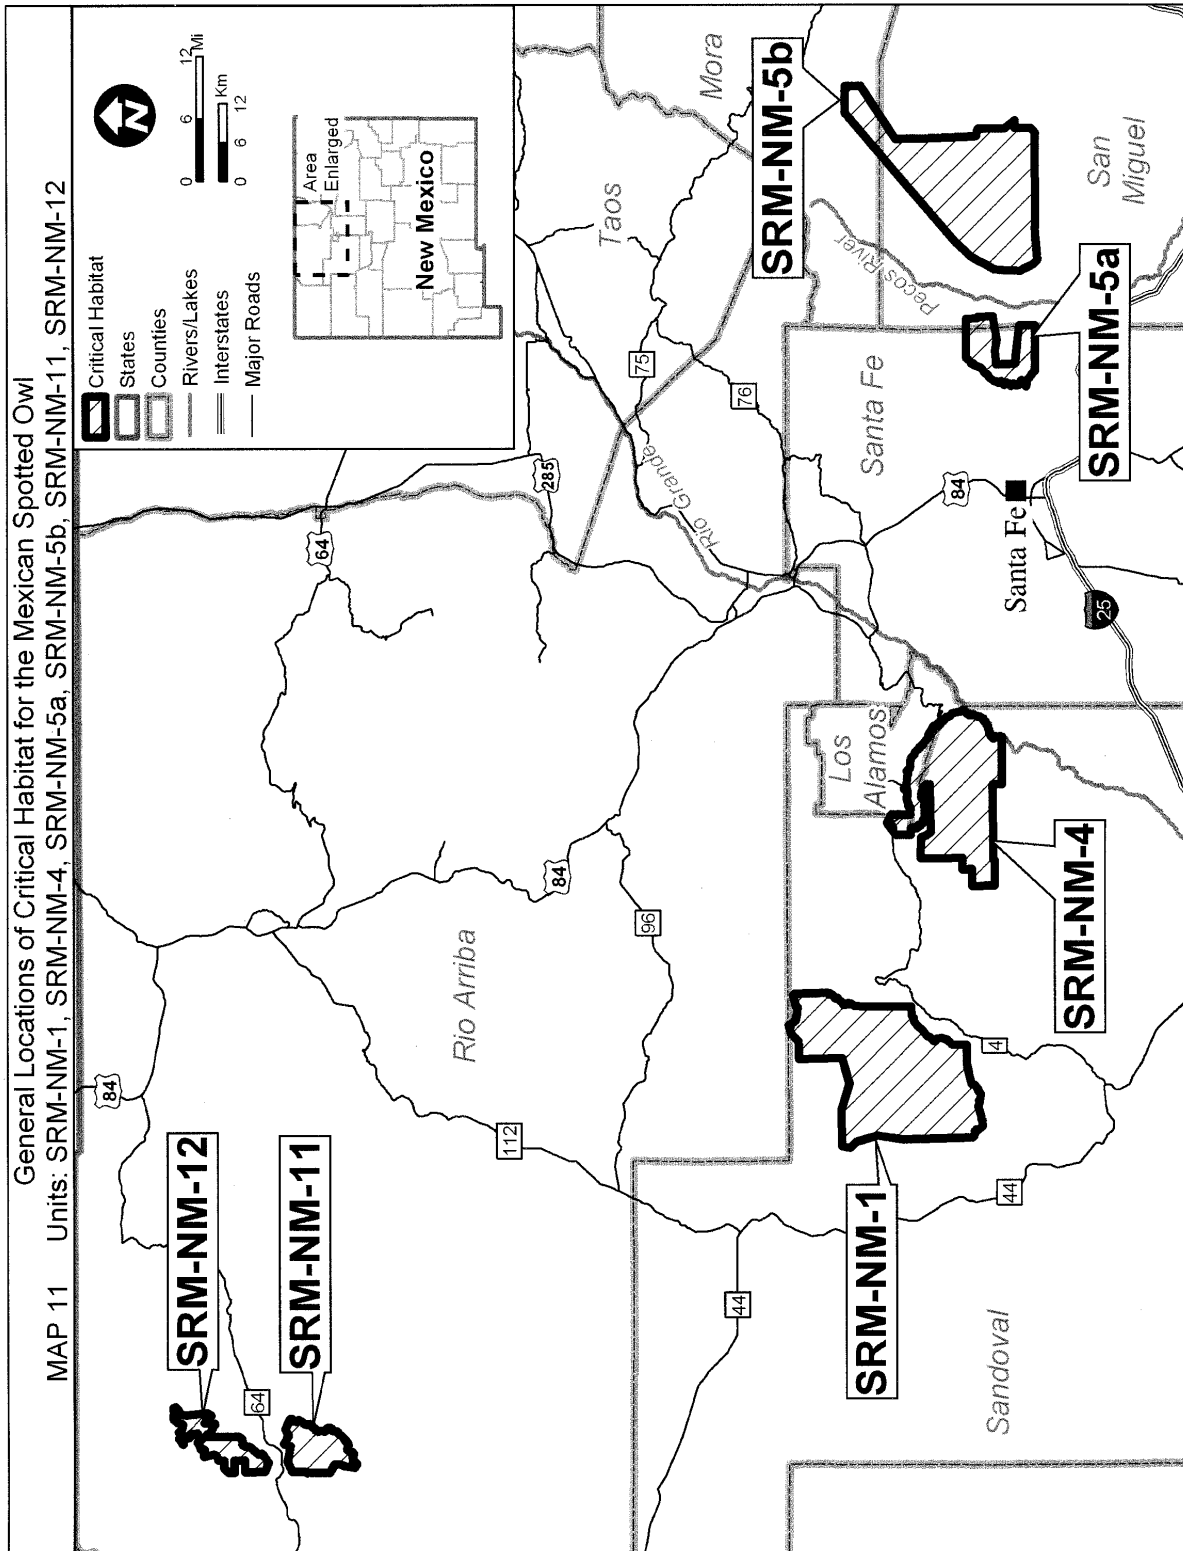 General Locations of Critical Habitat for the Mexican Spotted Owl
MAP 11 Units: SRM-NM-1, SRM-NM-4, SRM-NM-5a, SRM-NM-5b, SRM-NM-11, SRM-NM-12
Critical Habitat
States
Counties
Rivers/Lakes
Interstates
Major Roads
N
0 6 12 Mi
0 6 12 Km
Area
Enlarged
New Mexico
84
SRM-NM-12
64
SRM-NM-11
64
285
Rio Arriba
112
84
96
75
76
Taos
Mora
Rio Grande
44
SRM-NM-1
Sandoval
44
4
SRM-NM-4
Los
Alamos
Santa Fe
84
Santa Fe
25
SRM-NM-5b
Pecos River
SRM-NM-5a
San
Miguel